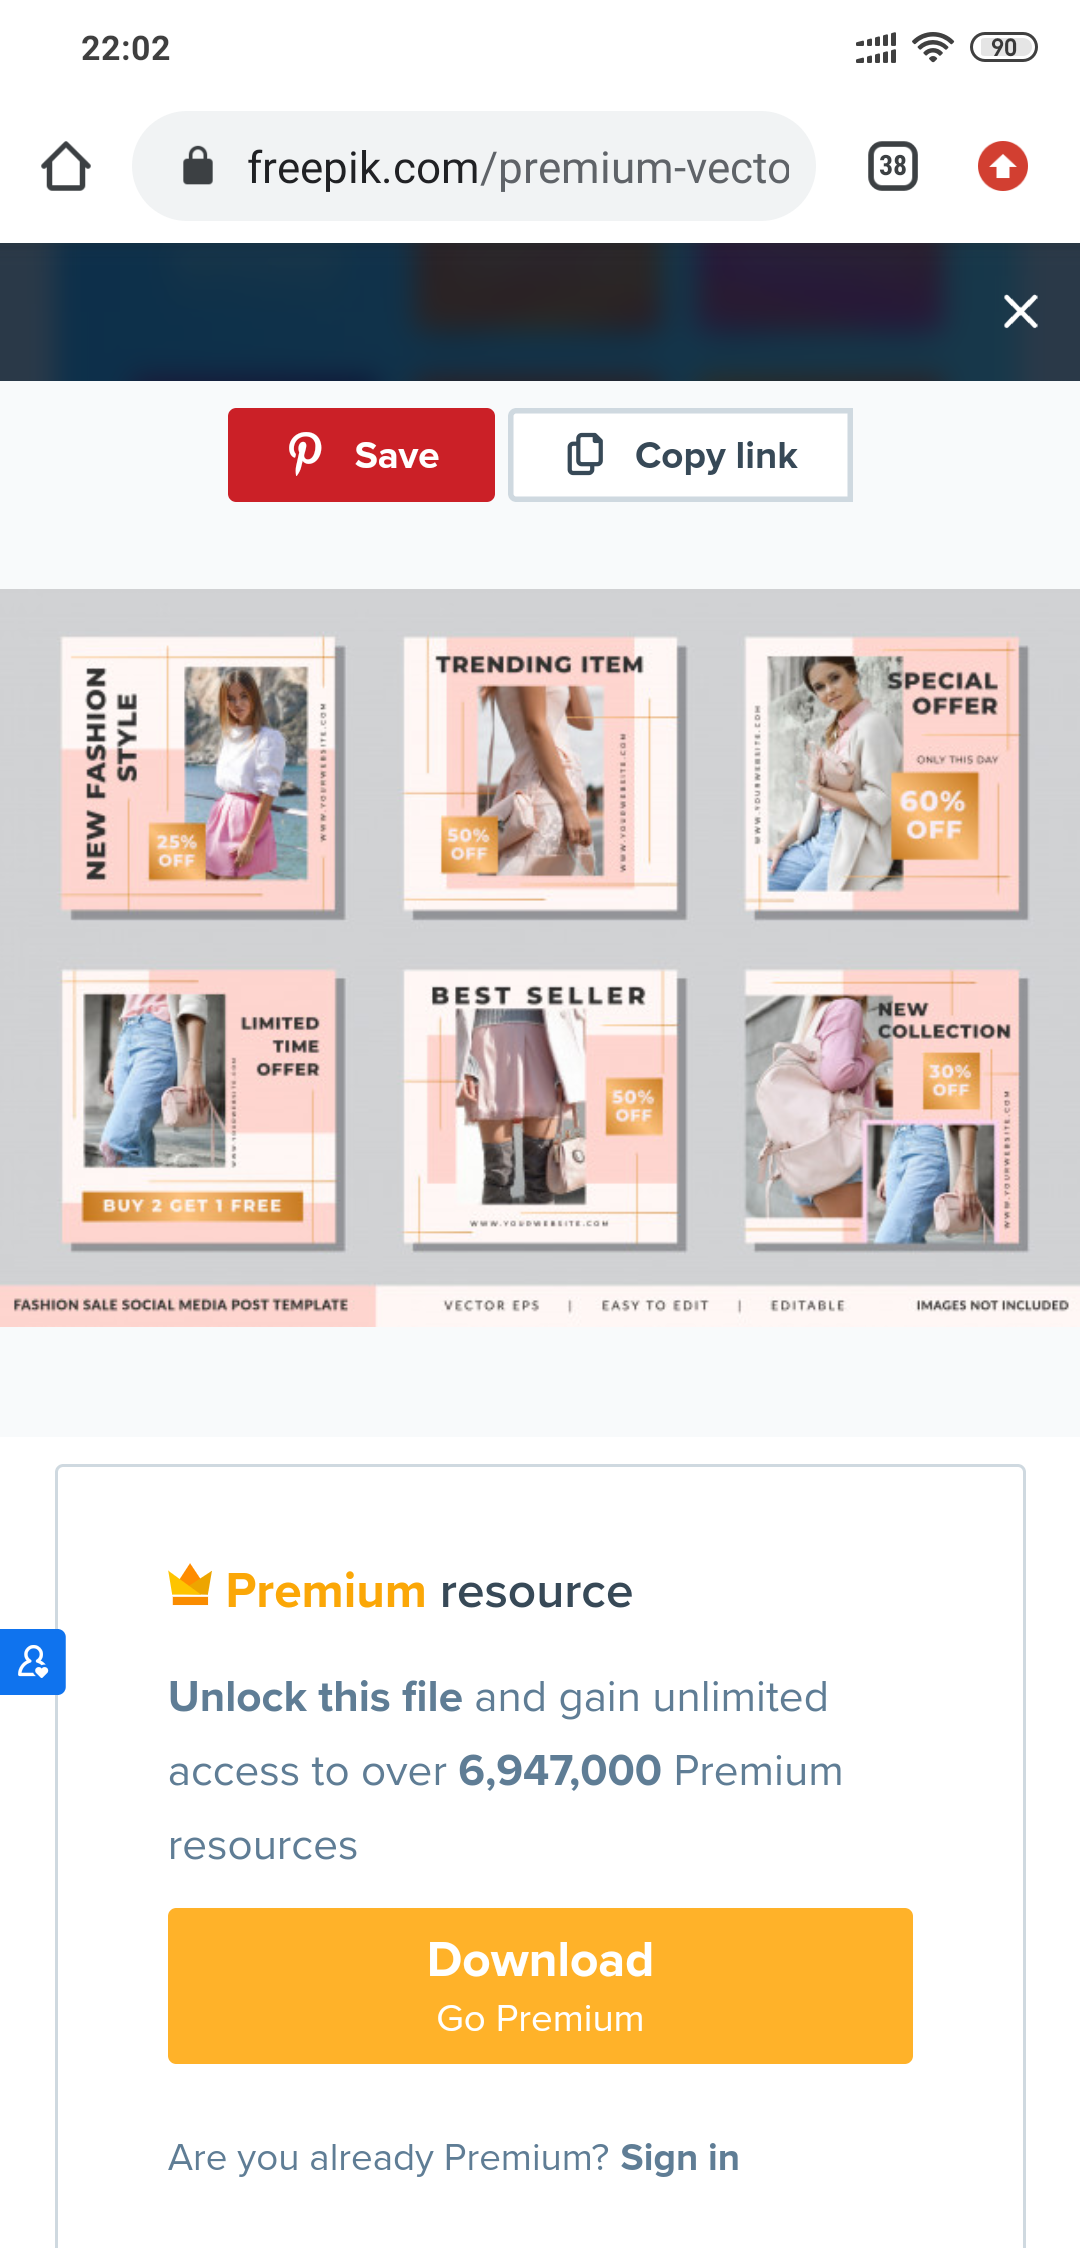 22:02
90
freepik.com/premium-vecto
38
Save
Copy link
NEW FASHION
STYLE
25%
OFF
WWW.YOURWEBSITE.COM
TRENDING ITEM
50%
OFF
WWW.YOURWEBSITE.COM
SPECIAL
OFFER
ONLY THIS DAY
60%
OFF
WWW.YOURWEBSITE.COM
LIMITED
TIME
OFFER
WWW.YOURWEBSITE.COM
BUY 2 GET 1 FREE
BEST SELLER
50%
OFF
WWW.YOURWEBSITE.COM
NEW
COLLECTION
30%
OFF
WWW.YOURWEBSITE.COM
FASHION SALE SOCIAL MEDIA POST TEMPLATE
VECTOR EPS | EASY TO EDIT | EDITABLE
IMAGES NOT INCLUDED
Premium resource
Unlock this file and gain unlimited
access to over 6,947,000 Premium
resources
Download
Go Premium
Are you already Premium? Sign in